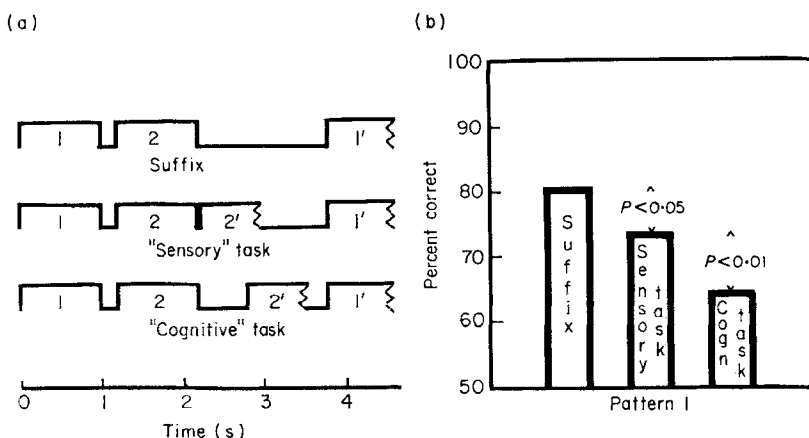 (a)
1 2 1'
Suffix
1 2 2'
"Sensory" task
1 2 2' 1'
"Cognitive" task
0 1 2 3 4
Time (s)
(b)
Percent correct
100
90
80
70
60
50
Suffix
Sensory task
Cogn task
P<0·05
P<0·01
Pattern 1